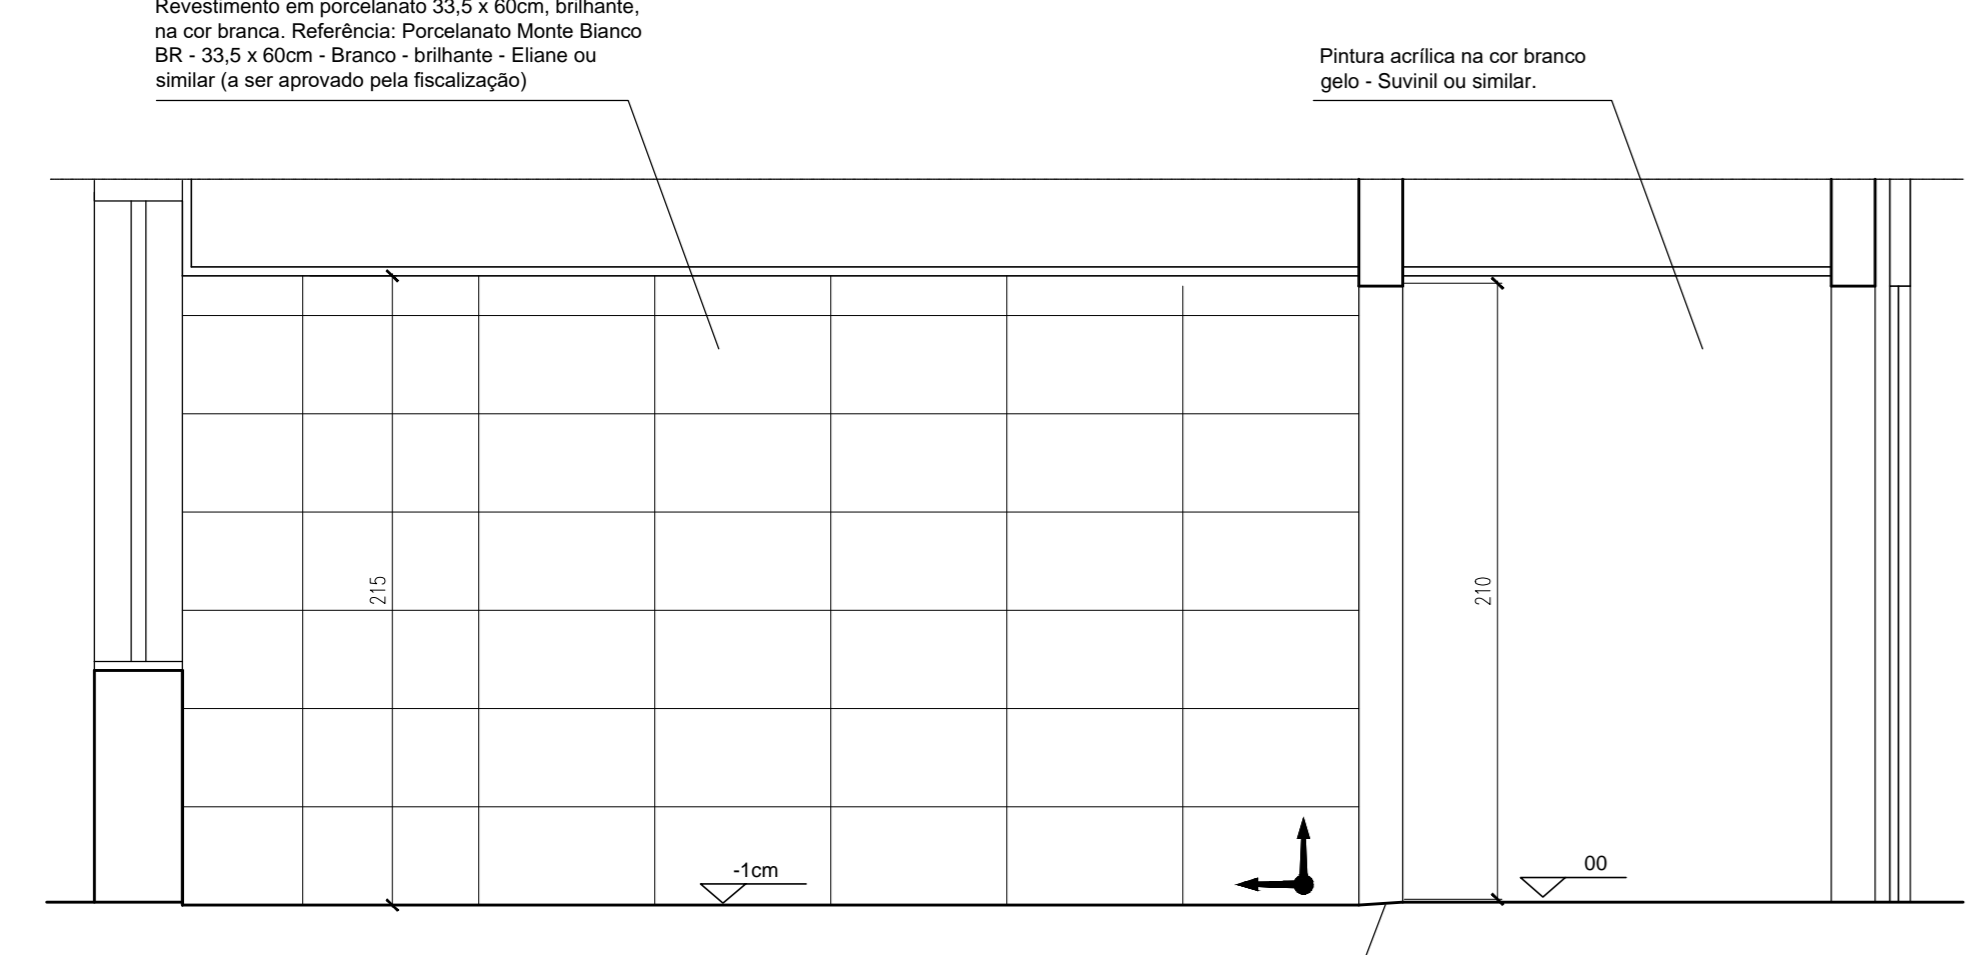 Revestimento em porcelanato 33,5 x 60cm, brilhante,
na cor branca. Referência: Porcelanato Monte Bianco
BR - 33,5 x 60cm - Branco - brilhante - Eliane ou
similar (a ser aprovado pela fiscalização)
Pintura acrílica na cor branco
gelo - Suvinil ou similar.
215
210
-1cm
00